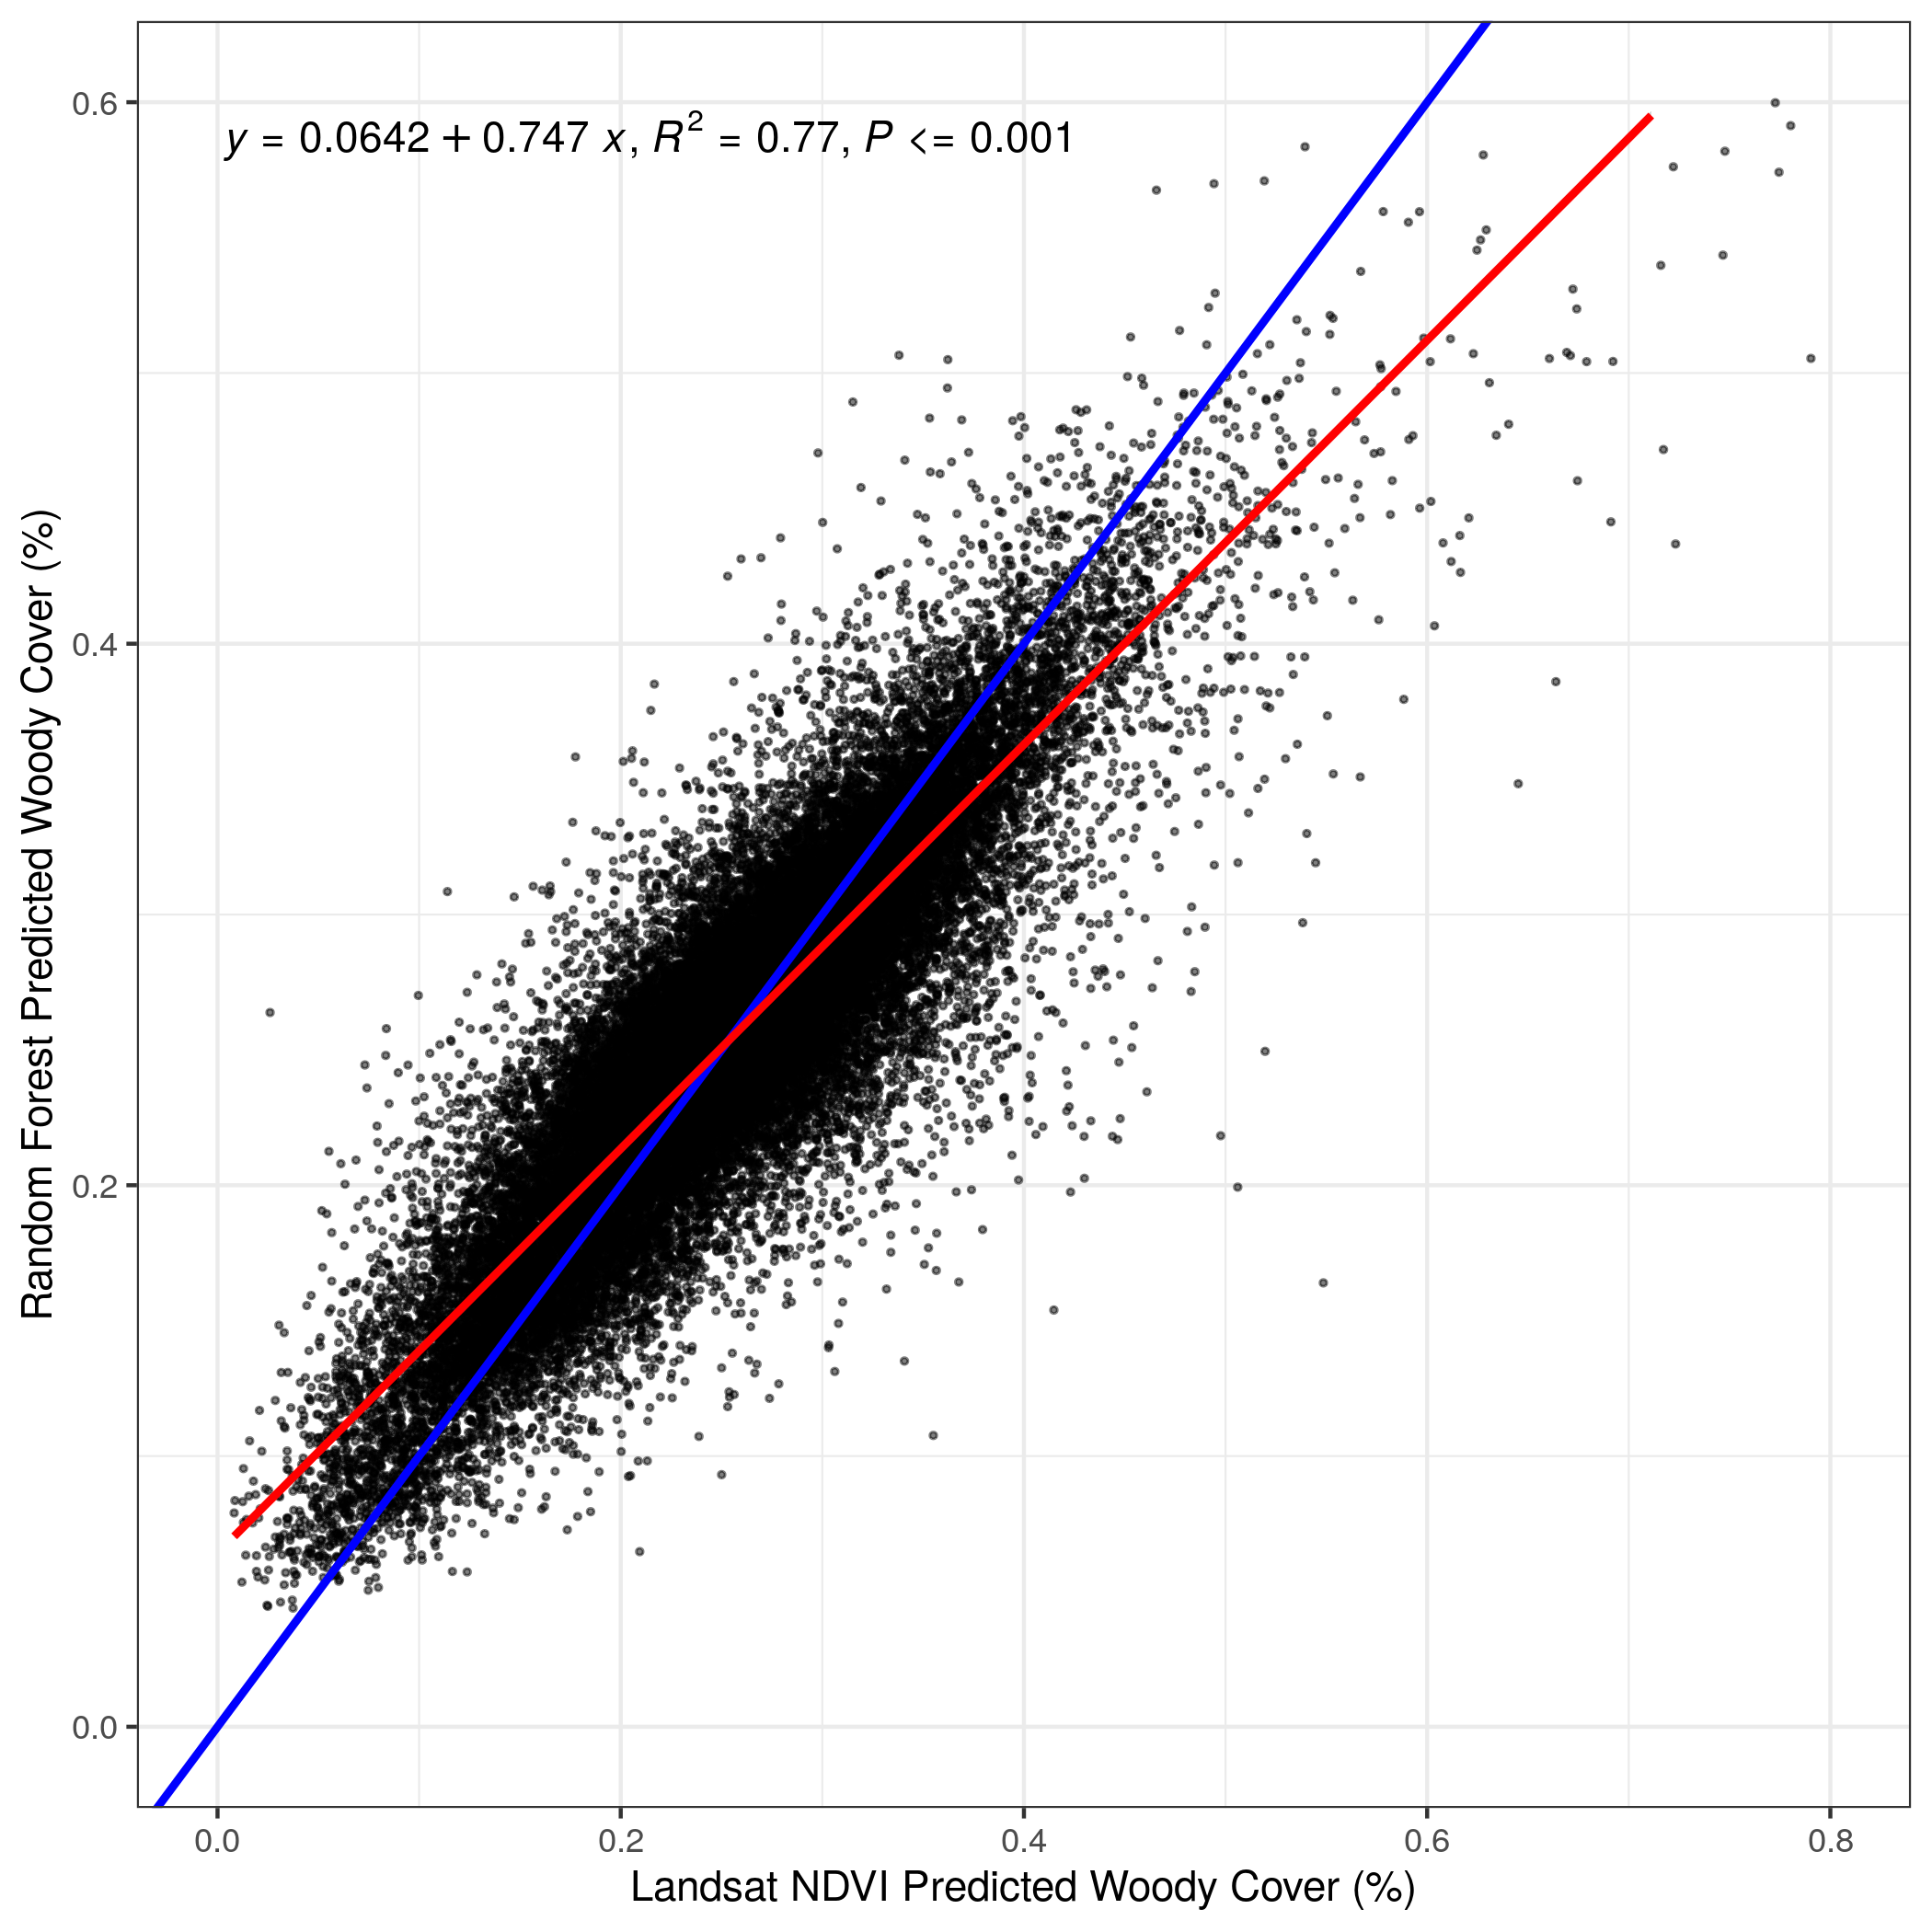 y = 0.0642 + 0.747 x, R² = 0.77, P <= 0.001
Random Forest Predicted Woody Cover (%)
0.6
0.4
0.2
0.0
0.0 0.2 0.4 0.6 0.8
Landsat NDVI Predicted Woody Cover (%)